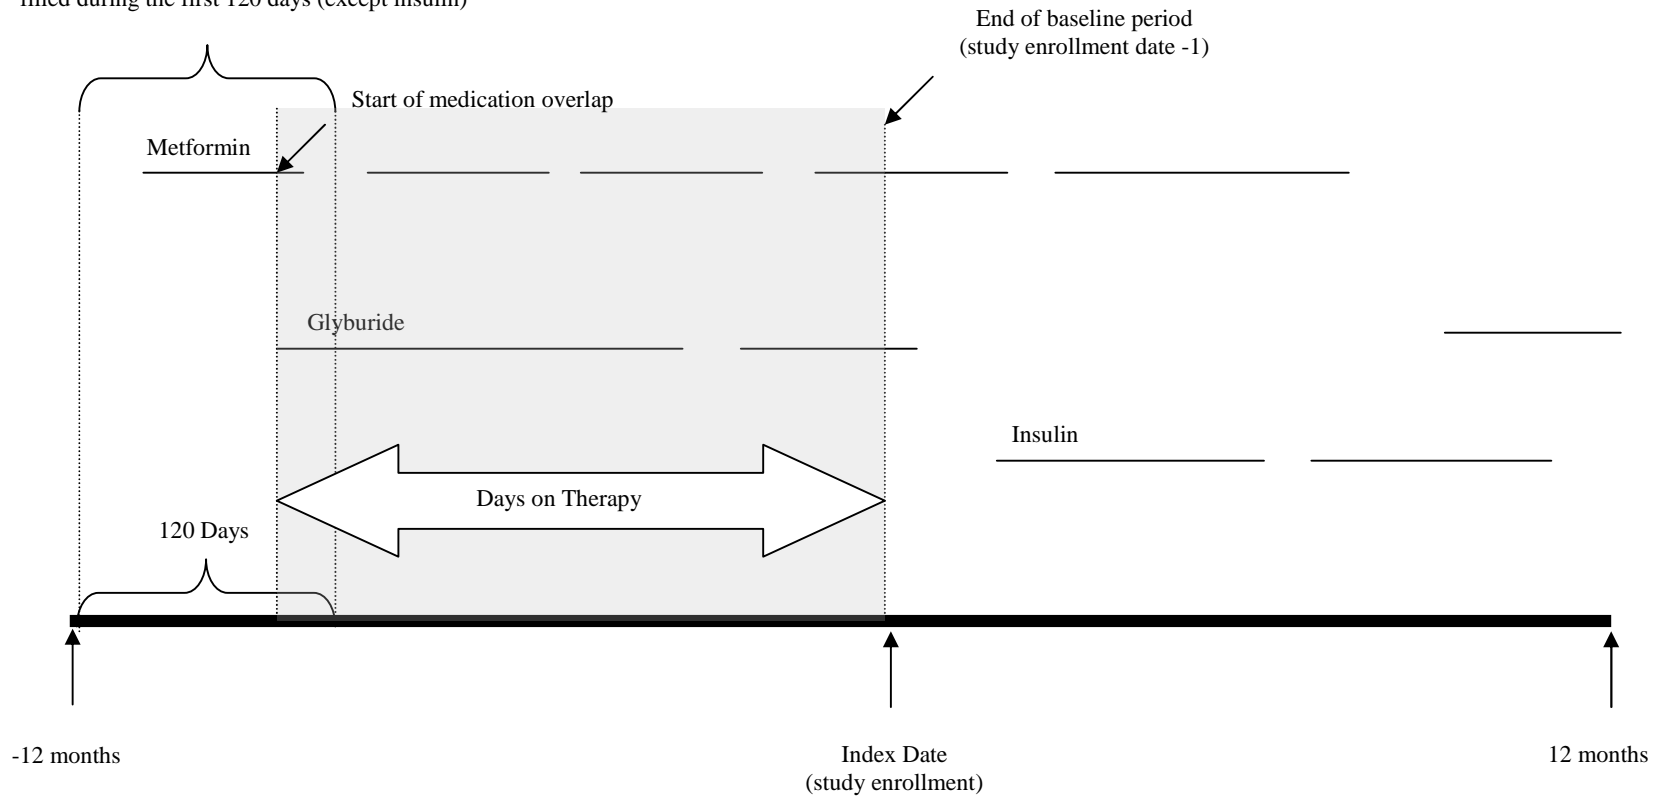 filled during the first 120 days (except insulin)
End of baseline period
(study enrollment date -1)
Start of medication overlap
Metformin
Glyburide
Insulin
Days on Therapy
120 Days
-12 months
Index Date
(study enrollment)
12 months